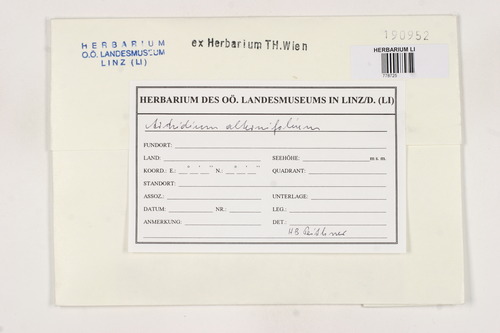 HERBARIUM
O.Ö. LANDESMUSEUM
LINZ (LI)
ex Herbarium TH.Wien
190952
HERBARIUM LI
HERBARIUM DES OÖ. LANDESMUSEUMS IN LINZ/D. (LI)
alternifolium
FUNDORT:
LAND: SEEHÖHE: m s. m.
KOORD.: E.: ° ' " N.: ° ' " QUADRANT:
STANDORT:
ASSOZ.: UNTERLAGE:
DATUM: NR.: LEG.:
ANMERKUNG: DET.: